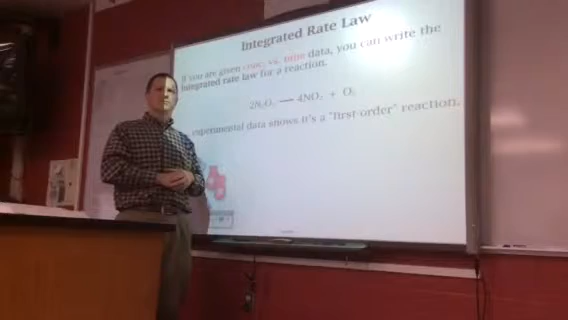 Integrated Rate Law
If you are given conc. vs. time data, you can write the
integrated rate law for a reaction.
2N₂O₅ → 4NO₂ + O₂
experimental data shows it's a "first-order" reaction.